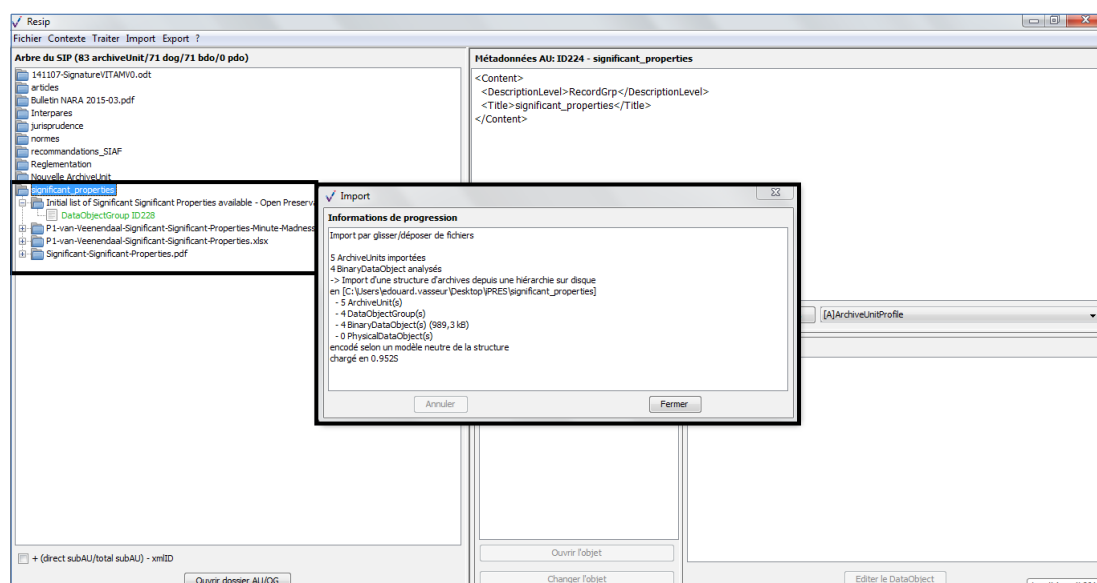 Resip
Fichier Contexte Traiter Import Export ?
Arbre du SIP (83 archiveUnit/71 dog/71 bdo/0 pdo)
141107-SignatureVITAMV0.odt
articles
Bulletin NARA 2015-03.pdf
Interpares
jurisprudence
normes
recommandations_SIAF
Reglementation
Nouvelle ArchiveUnit
significant_properties
Initial list of Significant Significant Properties available - Open Preserva
DataObjectGroup ID228
P1-van-Veenendaal-Significant-Significant-Properties-Minute-Madness
P1-van-Veenendaal-Significant-Significant-Properties.xlsx
Significant-Significant-Properties.pdf
+ (direct subAU/total subAU) - xmlID
Ouvrir dossier AU/OG
Métadonnées AU: ID224 - significant_properties
<Content>
<DescriptionLevel>RecordGrp</DescriptionLevel>
<Title>significant_properties</Title>
</Content>
Import
Informations de progression
Import par glisser/déposer de fichiers
5 ArchiveUnits importées
4 BinaryDataObject analysés
-> Import d'une structure d'archives depuis une hiérarchie sur disque
en [C:\Users\edouard.vasseur\Desktop\iPRES\significant_properties]
- 5 ArchiveUnit(s)
- 4 DataObjectGroup(s)
- 4 BinaryDataObject(s) (989,3 kB)
- 0 PhysicalDataObject(s)
encodé selon un modèle neutre de la structure
chargé en 0.952S
Annuler
Fermer
[A]ArchiveUnitProfile
Ouvrir l'objet
Changer l'objet
Editer le DataObject